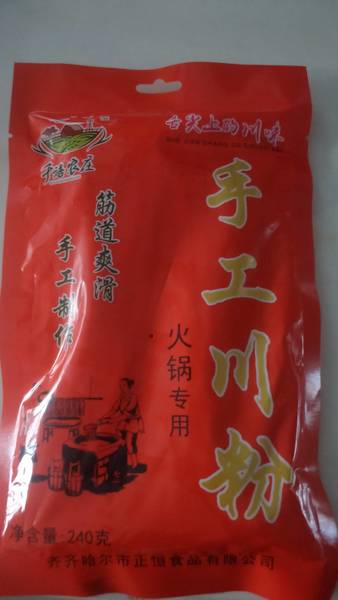 舌尖上的川味
手工川粉
筋道爽滑
手工制作
火锅专用
净含量:240克
齐齐哈尔市正恒食品有限公司